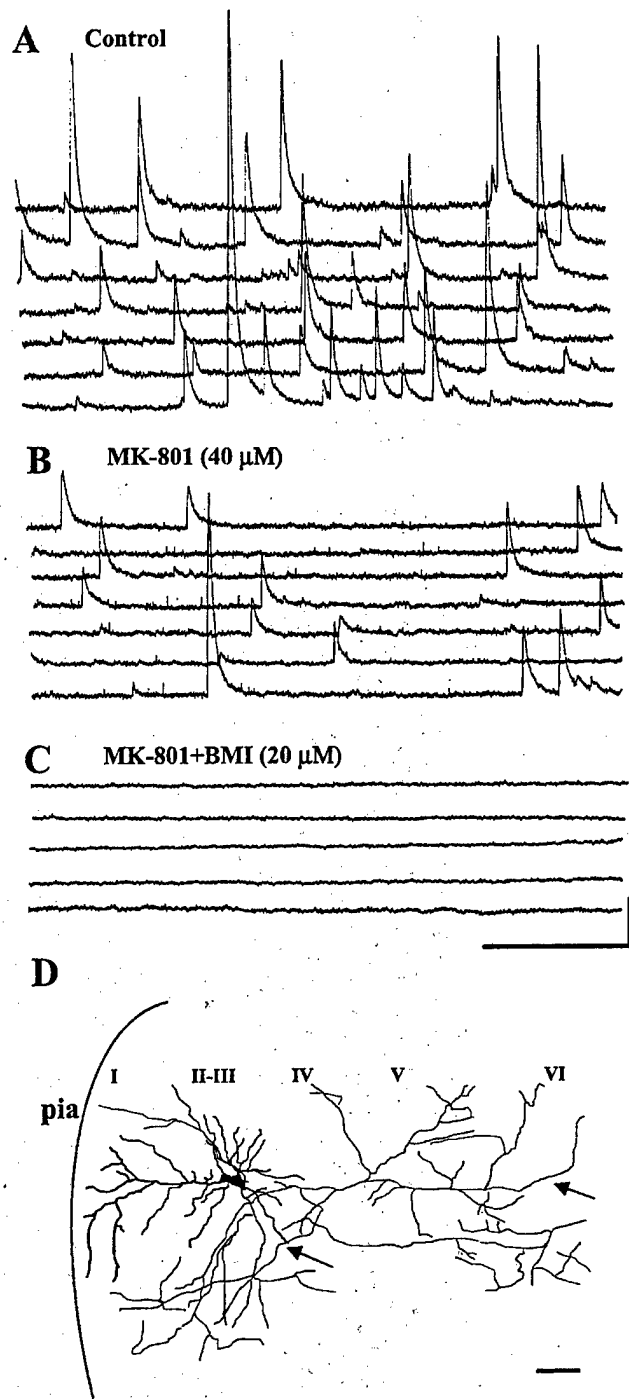 A Control
B MK-801 (40 μM)
C MK-801+BMI (20 μM)
D
I II-III IV V VI
pia